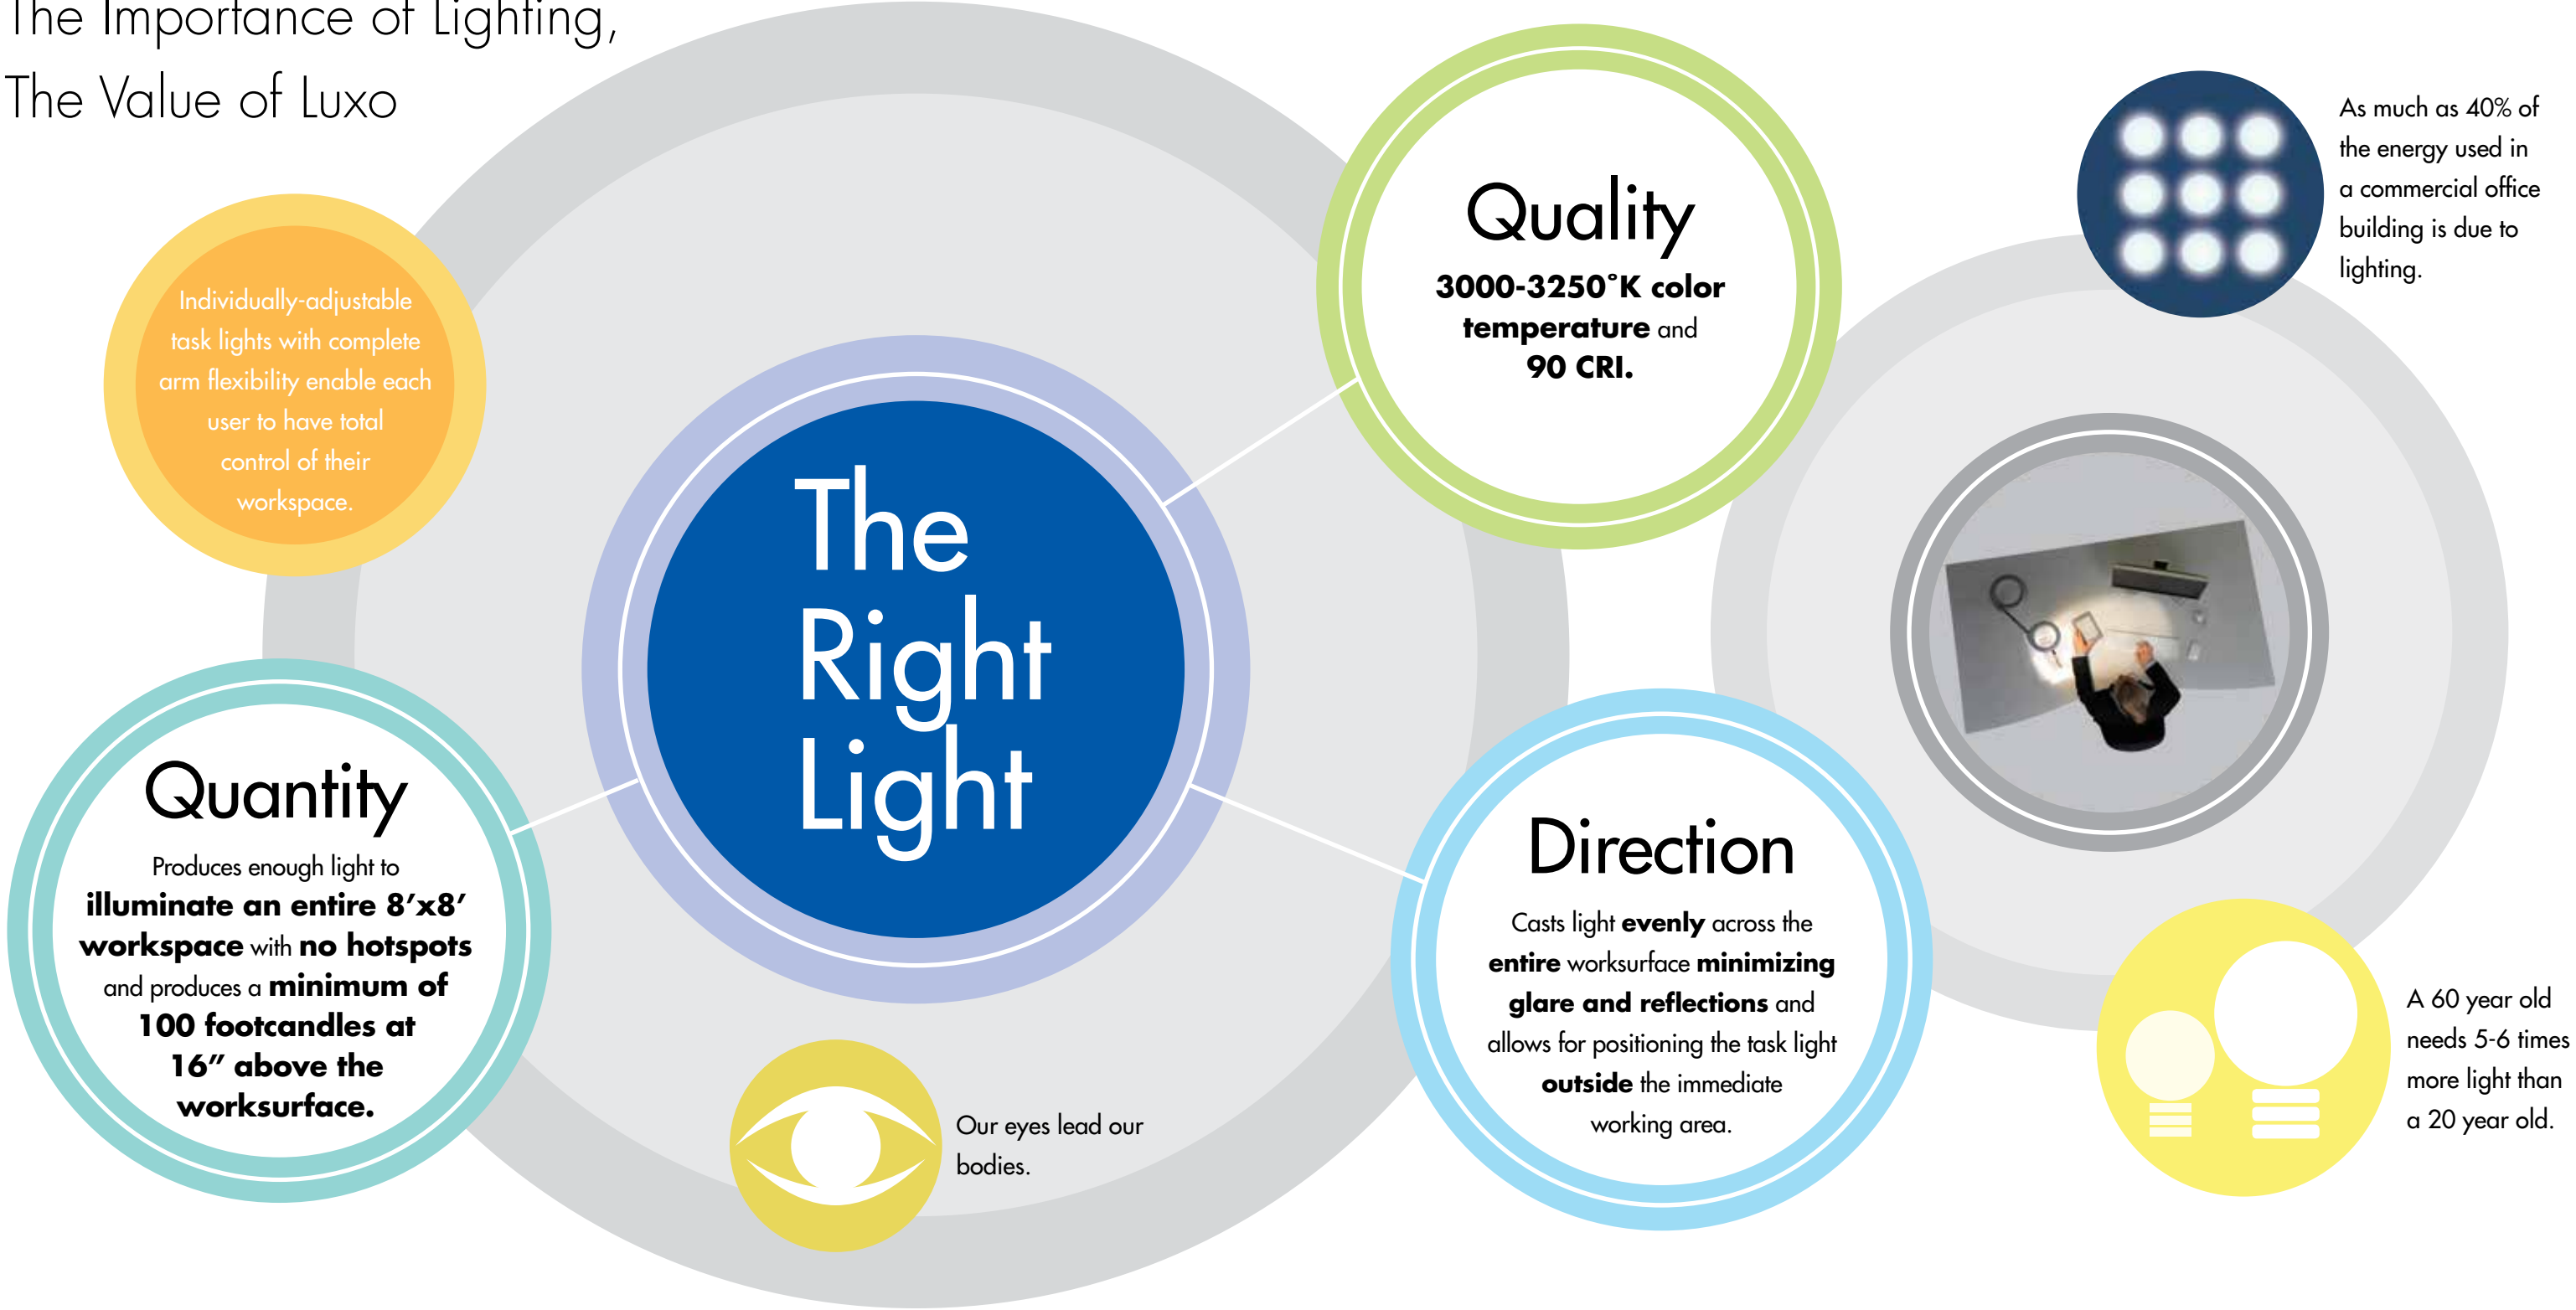 The Importance of Lighting,
The Value of Luxo
Individually-adjustable
task lights with complete
arm flexibility enable each
user to have total
control of their
workspace.
The
Right
Light
Quality
3000-3250°K color
temperature and
90 CRI.
As much as 40% of
the energy used in
a commercial office
building is due to
lighting.
Quantity
Produces enough light to
illuminate an entire 8’x8’
workspace with no hotspots
and produces a minimum of
100 footcandles at
16” above the
worksurface.
Our eyes lead our
bodies.
Direction
Casts light evenly across the
entire worksurface minimizing
glare and reflections and
allows for positioning the task light
outside the immediate
working area.
A 60 year old
needs 5-6 times
more light than
a 20 year old.